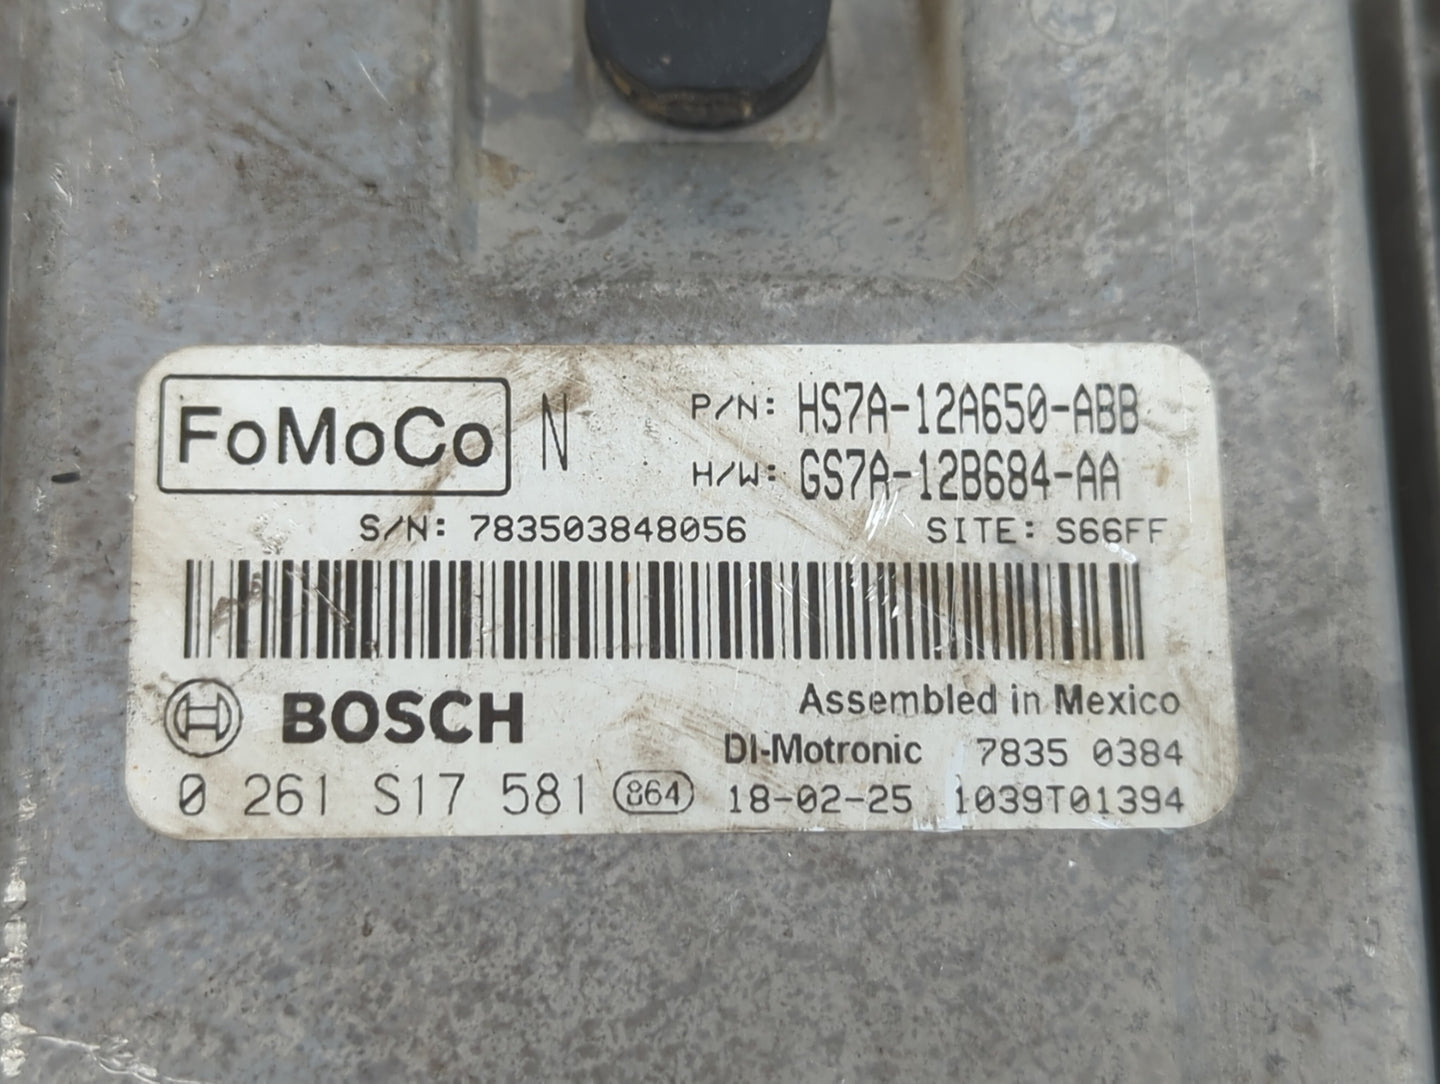 FoMoCo N P/N: HS7A-12A650-ABB
H/W: GS7A-12B684-AA
S/N: 783503848056 SITE: S66FF
BOSCH Assembled in Mexico
DI-Motronic 7835 0384
0 261 S17 581 864 18-02-25 1039T01394